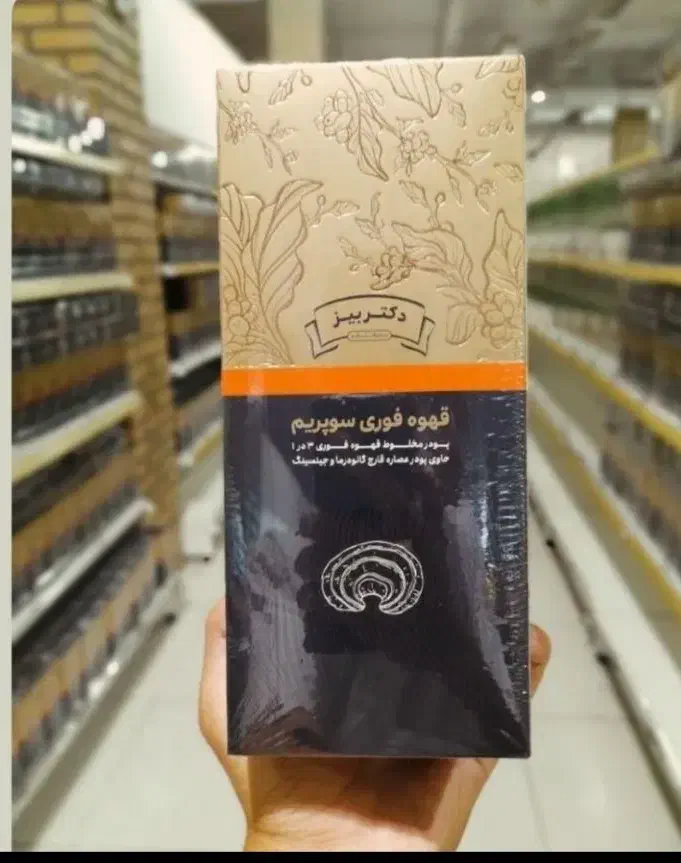 دکتر بیز
قهوه فوری سوپریم
پودر مخلوط قهوه فوری ۳ در ۱
حاوی پودر عصاره قارچ گانودرما و جینسینگ